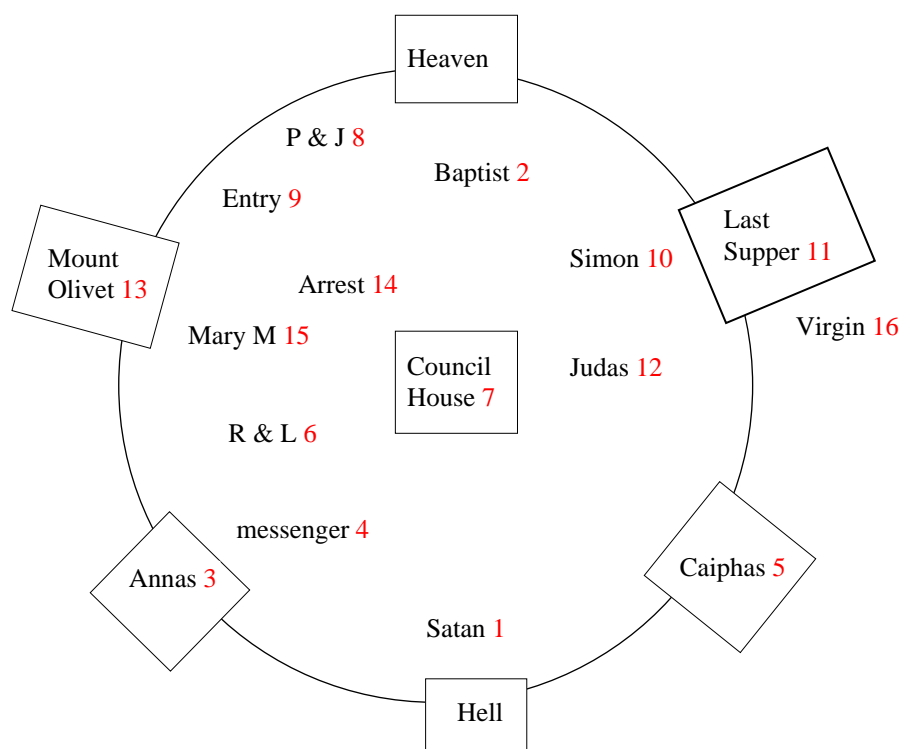 Heaven
P & J 8
Baptist 2
Entry 9
Last
Supper 11
Simon 10
Mount
Olivet 13
Arrest 14
Virgin 16
Mary M 15
Council
House 7
Judas 12
R & L 6
messenger 4
Annas 3
Caiphas 5
Satan 1
Hell